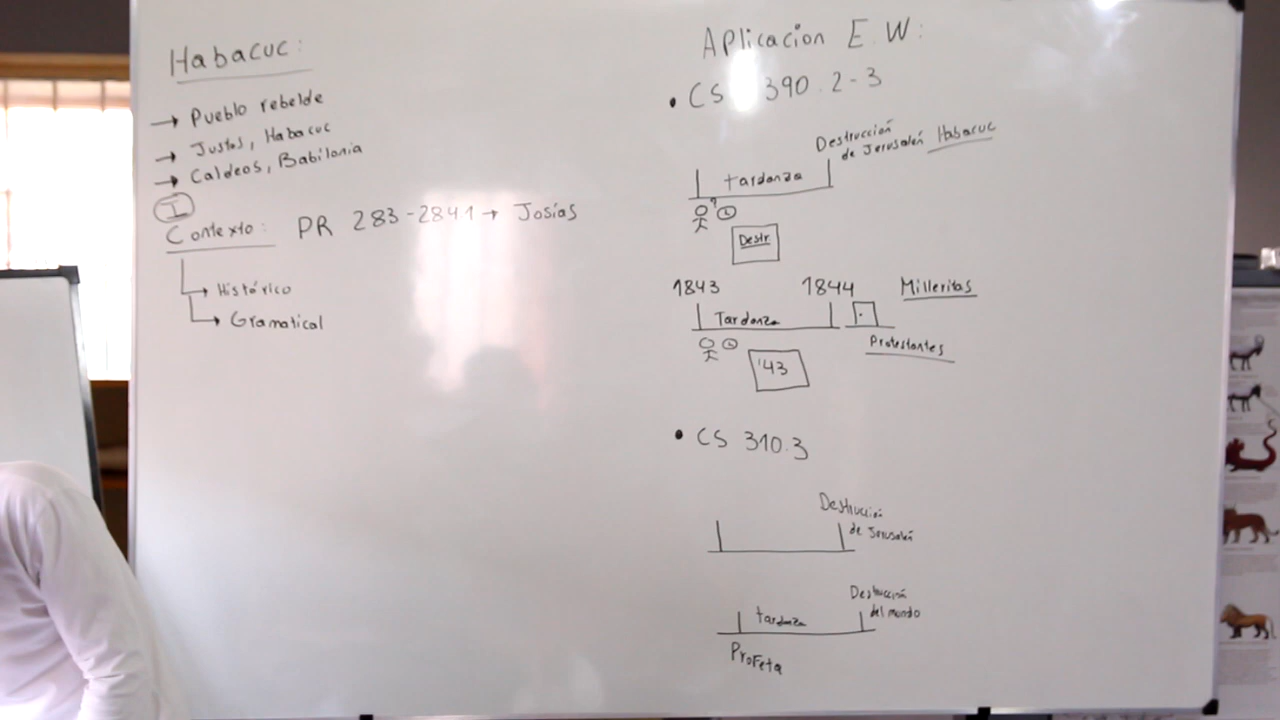 Habacuc:
→ Pueblo rebelde
→ Justos, Habacuc
→ Caldeos, Babilonia
I
Contexto: PR 283-284.1 → Josías
Histórico
Gramatical
APlicacion E.W:
• CS 390.2-3
Destrucción
de Jerusalén Habacuc
tardanza
?
Destr
1843 1844 Milleritas
Tardanza
Protestantes
'43
• CS 310.3
Destrucción
de Jerusalén
Destrucción
del mondo
tardanza
Profeta